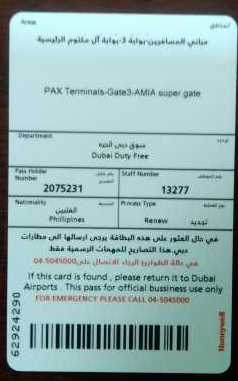 Areas المناطق
مباني المسافرين-بوابة 3-بوابة آل مكتوم الرئيسية
PAX Terminals-Gate3-AMIA super gate
Department
سوق دبي الحرة
Dubai Duty Free
Pass Holder Number
Staff Number
2075231
13277
Nationality
Process Type
الفلبين
Phillipines
Renew تجديد
في حال العثور على هذه البطاقة يرجى ارسالها الى مطارات
دبي. هذا التصاريح للمهمات الرسمية فقط
في حالة الطوارئ الرجاء الاتصال على 04-5045000
If this card is found , please return it to Dubai
Airports . This pass for official bussiness use only
FOR EMERGENCY PLEASE CALL 04-5045000
62924290
Honeywell